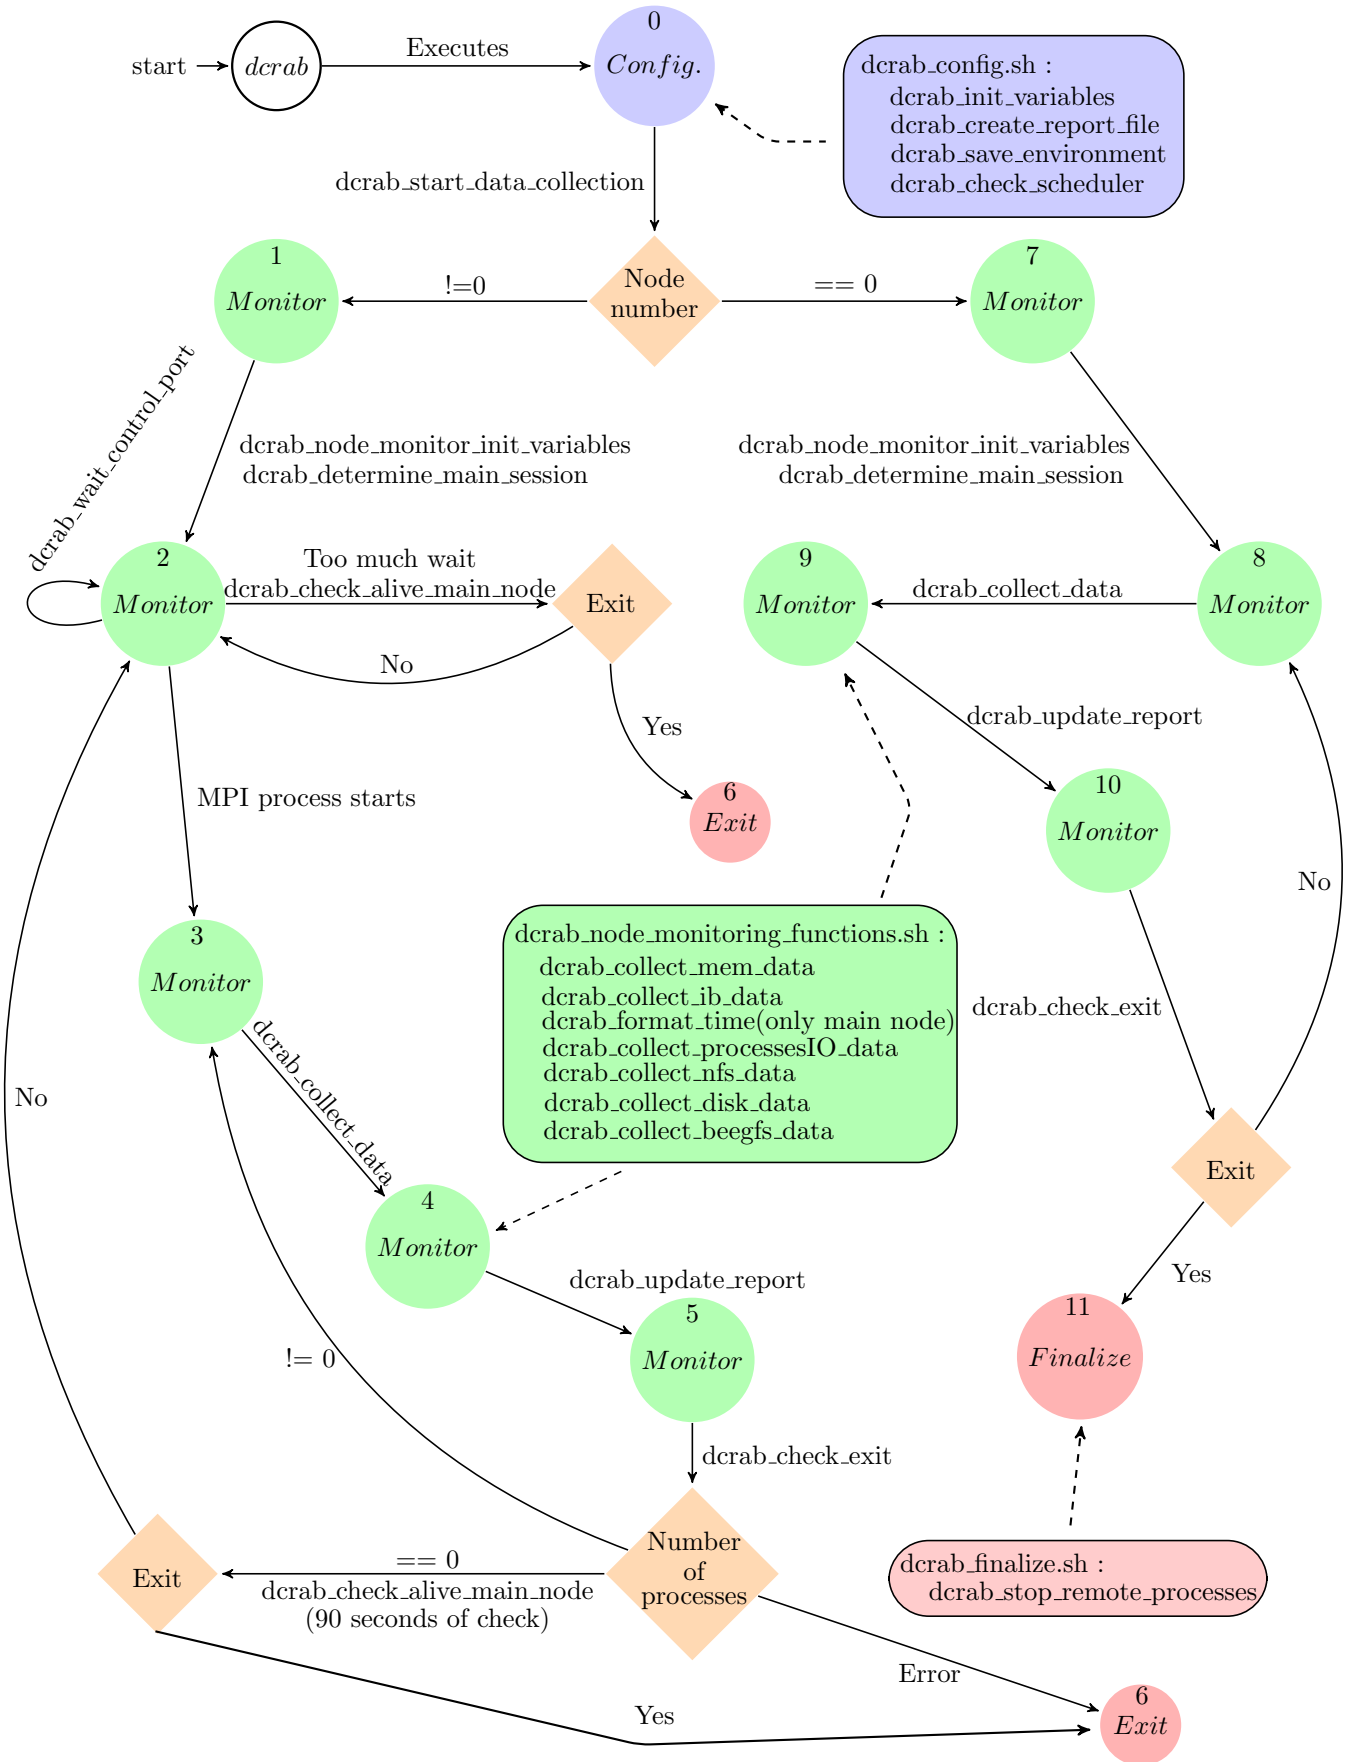 start
dcrab
Executes
0
Config.
dcrab_config.sh :
dcrab_init_variables
dcrab_create_report_file
dcrab_save_environment
dcrab_check_scheduler
dcrab_start_data_collection
1
Monitor
!=0
Node
number
== 0
7
Monitor
dcrab_wait_control_port
dcrab_node_monitor_init_variables
dcrab_determine_main_session
dcrab_node_monitor_init_variables
dcrab_determine_main_session
2
Monitor
Too much wait
dcrab_check_alive_main_node
Exit
9
Monitor
dcrab_collect_data
8
Monitor
No
Yes
6
Exit
dcrab_update_report
10
Monitor
MPI process starts
No
3
Monitor
dcrab_node_monitoring_functions.sh :
dcrab_collect_mem_data
dcrab_collect_ib_data
dcrab_format_time(only main node)
dcrab_collect_processesIO_data
dcrab_collect_nfs_data
dcrab_collect_disk_data
dcrab_collect_beegfs_data
dcrab_check_exit
No
dcrab_collect_data
Exit
4
Monitor
dcrab_update_report
Yes
5
Monitor
11
Finalize
!= 0
dcrab_check_exit
Number
of
processes
== 0
dcrab_check_alive_main_node
(90 seconds of check)
Exit
dcrab_finalize.sh :
dcrab_stop_remote_processes
Error
Yes
6
Exit